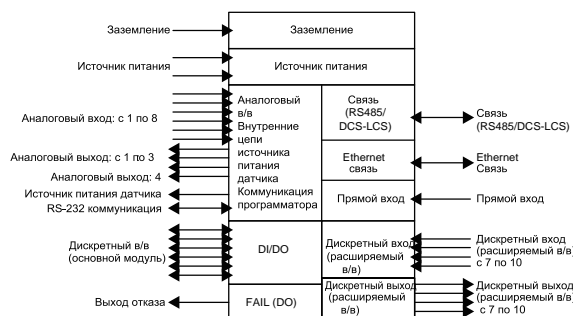 Заземление
Заземление
Источник питания
Источник питания
Аналоговый вход: с 1 по 8
Аналоговый выход: с 1 по 3
Аналоговый выход: 4
Источник питания датчика
RS-232 коммуникация
Аналоговый
в/в
Внутренние
цепи
источника
питания
датчика
Коммуникация
программатора
Связь
(RS485/
DCS-LCS)
Связь
(RS485/DCS-LCS)
Ethernet
связь
Ethernet
Связь
Прямой вход
Прямой вход
Дискретный в/в
(основной модуль)
DI/DO
Дискретный вход
(расширяемый
в/в)
Дискретный вход
(расширяемый в/в)
с 7 по 10
Выход отказа
FAIL (DO)
Дискретный выход
(расширяемый
в/в)
Дискретный выход
(расширяемый в/в)
с 7 по 10